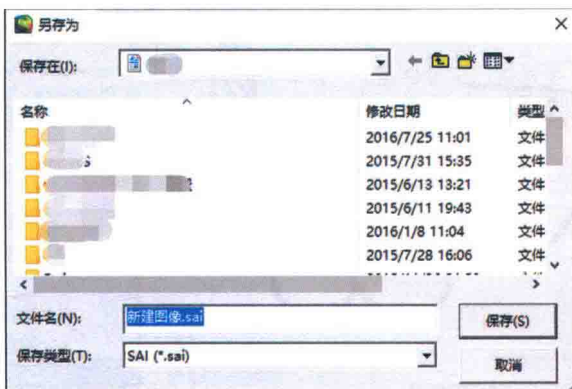 另存为
保存在(I):
名称 修改日期 类型
2016/7/25 11:01 文件
2015/7/31 15:35 文件
2015/6/13 13:21 文件
2015/6/11 19:43 文件
2016/1/8 11:04 文件
2015/7/28 16:06 文件
文件名(N): 新建图像.sai 保存(S)
保存类型(T): SAI (*.sai) 取消